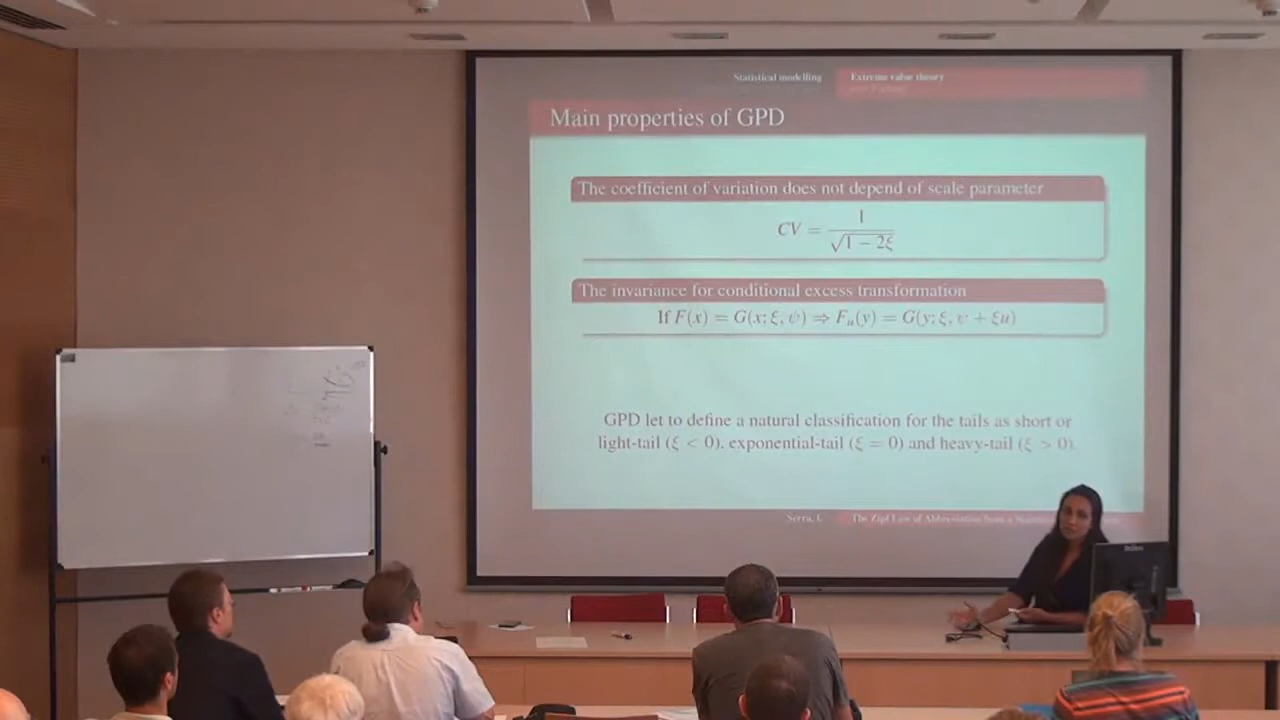 Statistical modelling Extreme value theory
Main properties of GPD
The coefficient of variation does not depend of scale parameter
CV = 1 / √(1 − 2ξ)
The invariance for conditional excess transformation
If F(x) = G(x; ξ, ψ) ⇒ Fᵤ(y) = G(y; ξ, ψ + ξu)
GPD let to define a natural classification for the tails as short or
light-tail (ξ < 0), exponential-tail (ξ = 0) and heavy-tail (ξ > 0).
Serra, I. The Zipf Law of Abbreviation from a